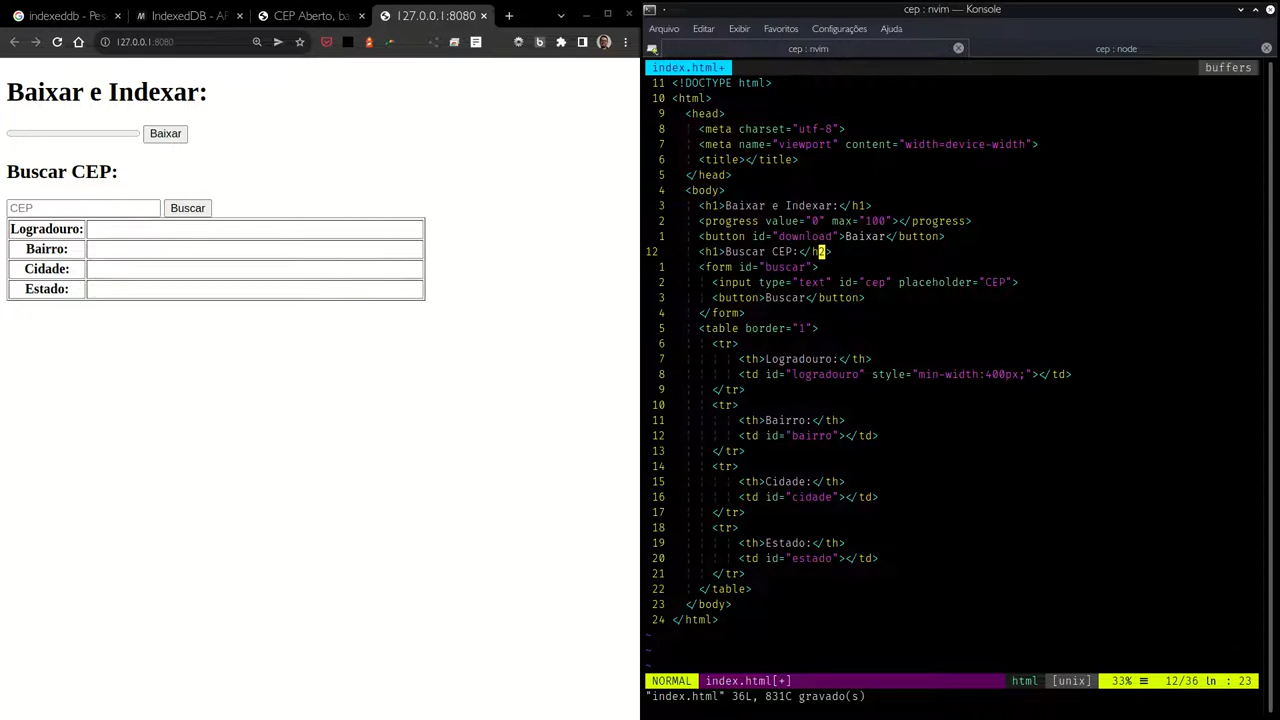 indexeddb - Pes
IndexedDB - AP
CEP Aberto, ba
127.0.0.1:8080
127.0.0.1:8080
Baixar e Indexar:
Baixar
Buscar CEP:
CEP
Buscar
Logradouro:
Bairro:
Cidade:
Estado:
cep : nvim — Konsole
Arquivo Editar Exibir Favoritos Configurações Ajuda
cep : nvim
cep : node
index.html+
buffers
11 <!DOCTYPE html>
10 <html>
9 <head>
8 <meta charset="utf-8">
7 <meta name="viewport" content="width=device-width">
6 <title></title>
5 </head>
4 <body>
3 <h1>Baixar e Indexar:</h1>
2 <progress value="0" max="100"></progress>
1 <button id="download">Baixar</button>
12 <h1>Buscar CEP:</h2>
1 <form id="buscar">
2 <input type="text" id="cep" placeholder="CEP">
3 <button>Buscar</button>
4 </form>
5 <table border="1">
6 <tr>
7 <th>Logradouro:</th>
8 <td id="logradouro" style="min-width:400px;"></td>
9 </tr>
10 <tr>
11 <th>Bairro:</th>
12 <td id="bairro"></td>
13 </tr>
14 <tr>
15 <th>Cidade:</th>
16 <td id="cidade"></td>
17 </tr>
18 <tr>
19 <th>Estado:</th>
20 <td id="estado"></td>
21 </tr>
22 </table>
23 </body>
24 </html>
~
~
~
NORMAL index.html[+] html [unix] 33% ☰ 12/36 ln : 23
"index.html" 36L, 831C gravado(s)